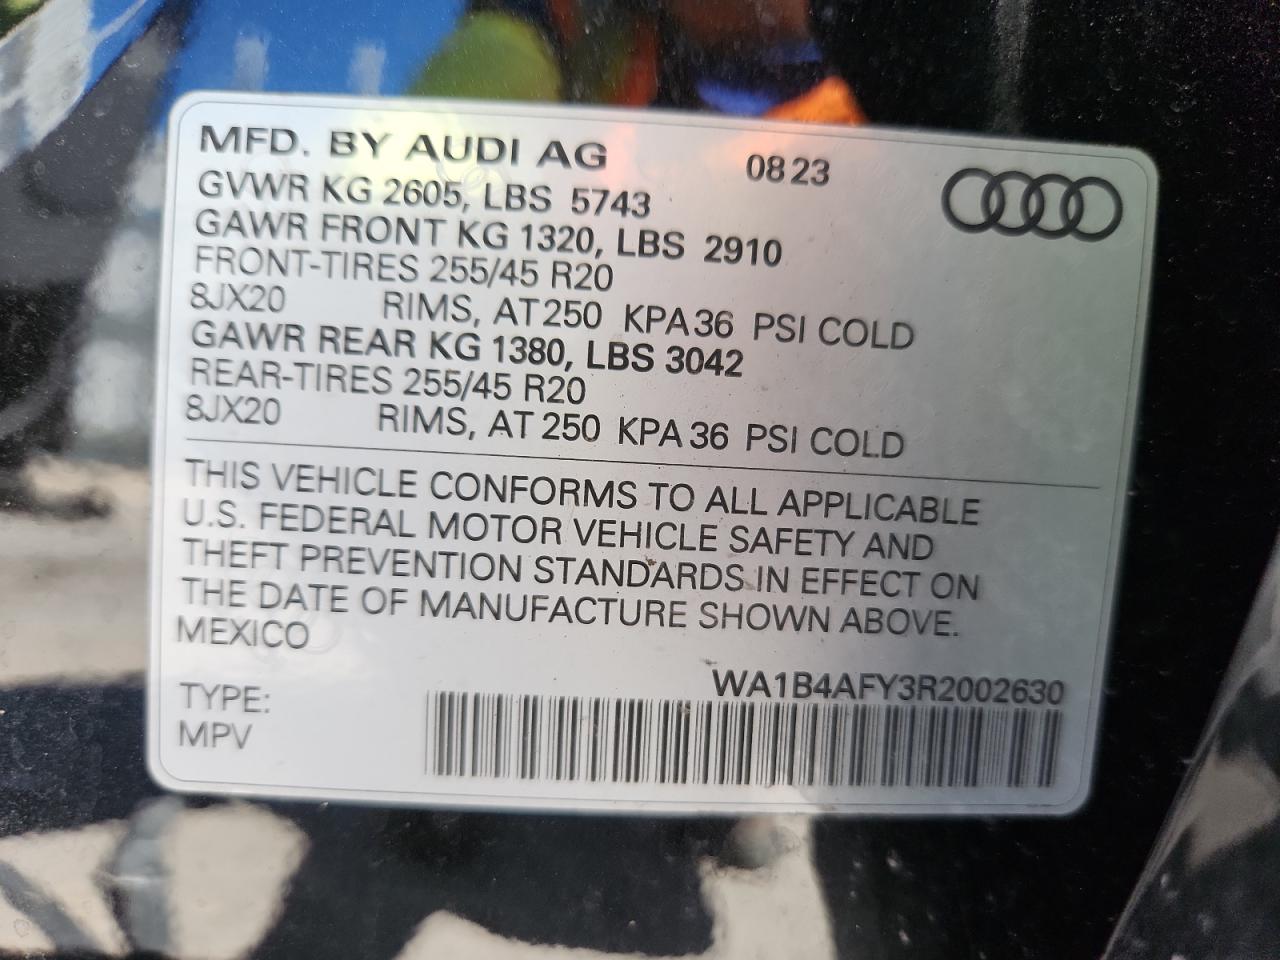 MFD. BY AUDI AG 0823
GVWR KG 2605, LBS 5743
GAWR FRONT KG 1320, LBS 2910
FRONT-TIRES 255/45 R20
8JX20 RIMS, AT 250 KPA 36 PSI COLD
GAWR REAR KG 1380, LBS 3042
REAR-TIRES 255/45 R20
8JX20 RIMS, AT 250 KPA 36 PSI COLD
THIS VEHICLE CONFORMS TO ALL APPLICABLE
U.S. FEDERAL MOTOR VEHICLE SAFETY AND
THEFT PREVENTION STANDARDS IN EFFECT ON
THE DATE OF MANUFACTURE SHOWN ABOVE.
MEXICO
WA1B4AFY3R2002630
TYPE:
MPV